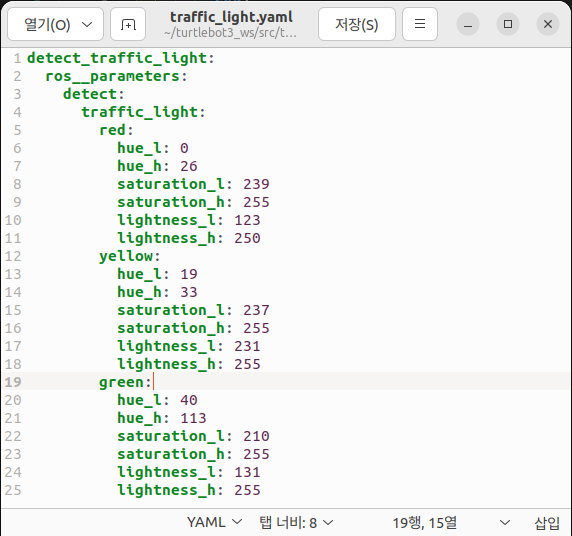 열기(O)
traffic_light.yaml
~/turtlebot3_ws/src/t…
저장(S)
1 detect_traffic_light:
2   ros__parameters:
3     detect:
4       traffic_light:
5         red:
6           hue_l: 0
7           hue_h: 26
8           saturation_l: 239
9           saturation_h: 255
10           lightness_l: 123
11           lightness_h: 250
12         yellow:
13           hue_l: 19
14           hue_h: 33
15           saturation_l: 237
16           saturation_h: 255
17           lightness_l: 231
18           lightness_h: 255
19         green:
20           hue_l: 40
21           hue_h: 113
22           saturation_l: 210
23           saturation_h: 255
24           lightness_l: 131
25           lightness_h: 255
YAML 탭 너비: 8 19행, 15열 삽입